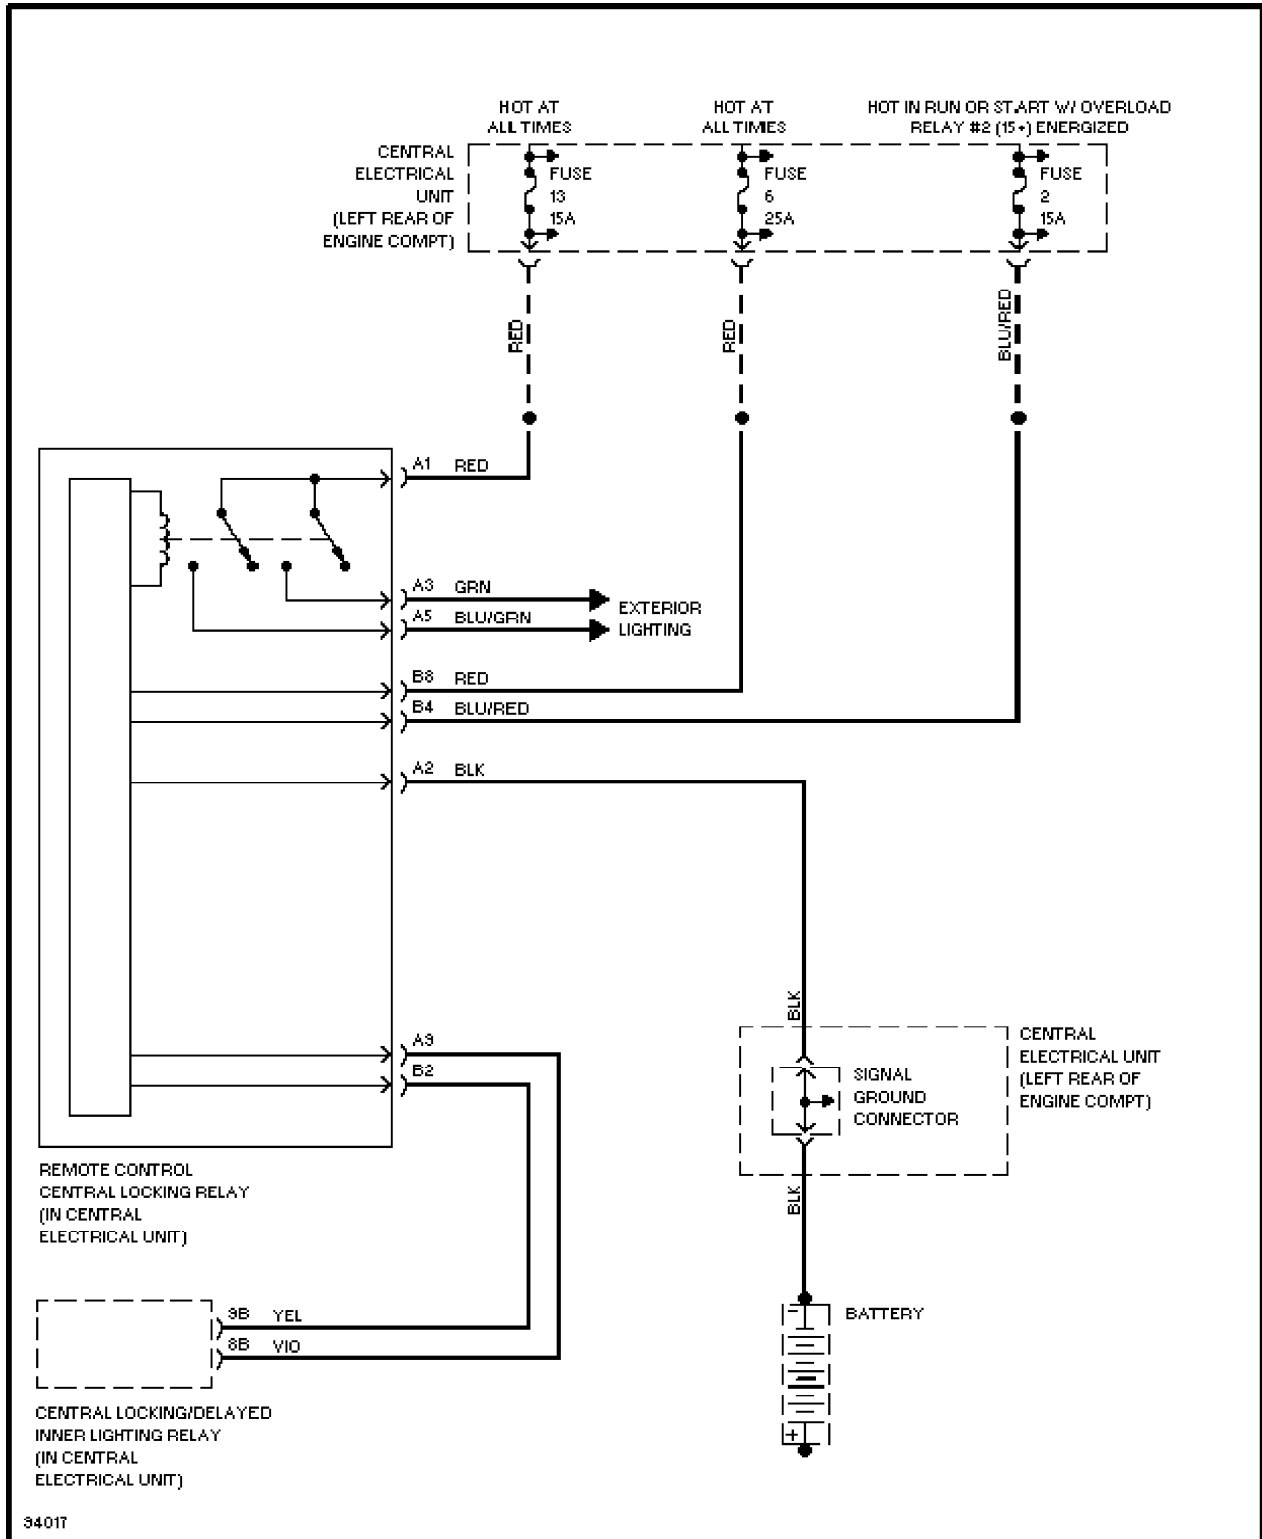 HOT AT
ALL TIMES
HOT AT
ALL TIMES
HOT IN RUN OR START W/ OVERLOAD
RELAY #2 (15+) ENERGIZED
CENTRAL
ELECTRICAL
UNIT
(LEFT REAR OF
ENGINE COMPT)
FUSE
13
15A
FUSE
6
25A
FUSE
2
15A
RED
RED
BLU/RED
A1 RED
A3 GRN
A5 BLU/GRN
EXTERIOR
LIGHTING
B8 RED
B4 BLU/RED
A2 BLK
BLK
CENTRAL
ELECTRICAL UNIT
(LEFT REAR OF
ENGINE COMPT)
SIGNAL
GROUND
CONNECTOR
A9
B2
BLK
REMOTE CONTROL
CENTRAL LOCKING RELAY
(IN CENTRAL
ELECTRICAL UNIT)
9B YEL
8B VIO
- BATTERY
+
CENTRAL LOCKING/DELAYED
INNER LIGHTING RELAY
(IN CENTRAL
ELECTRICAL UNIT)
94017